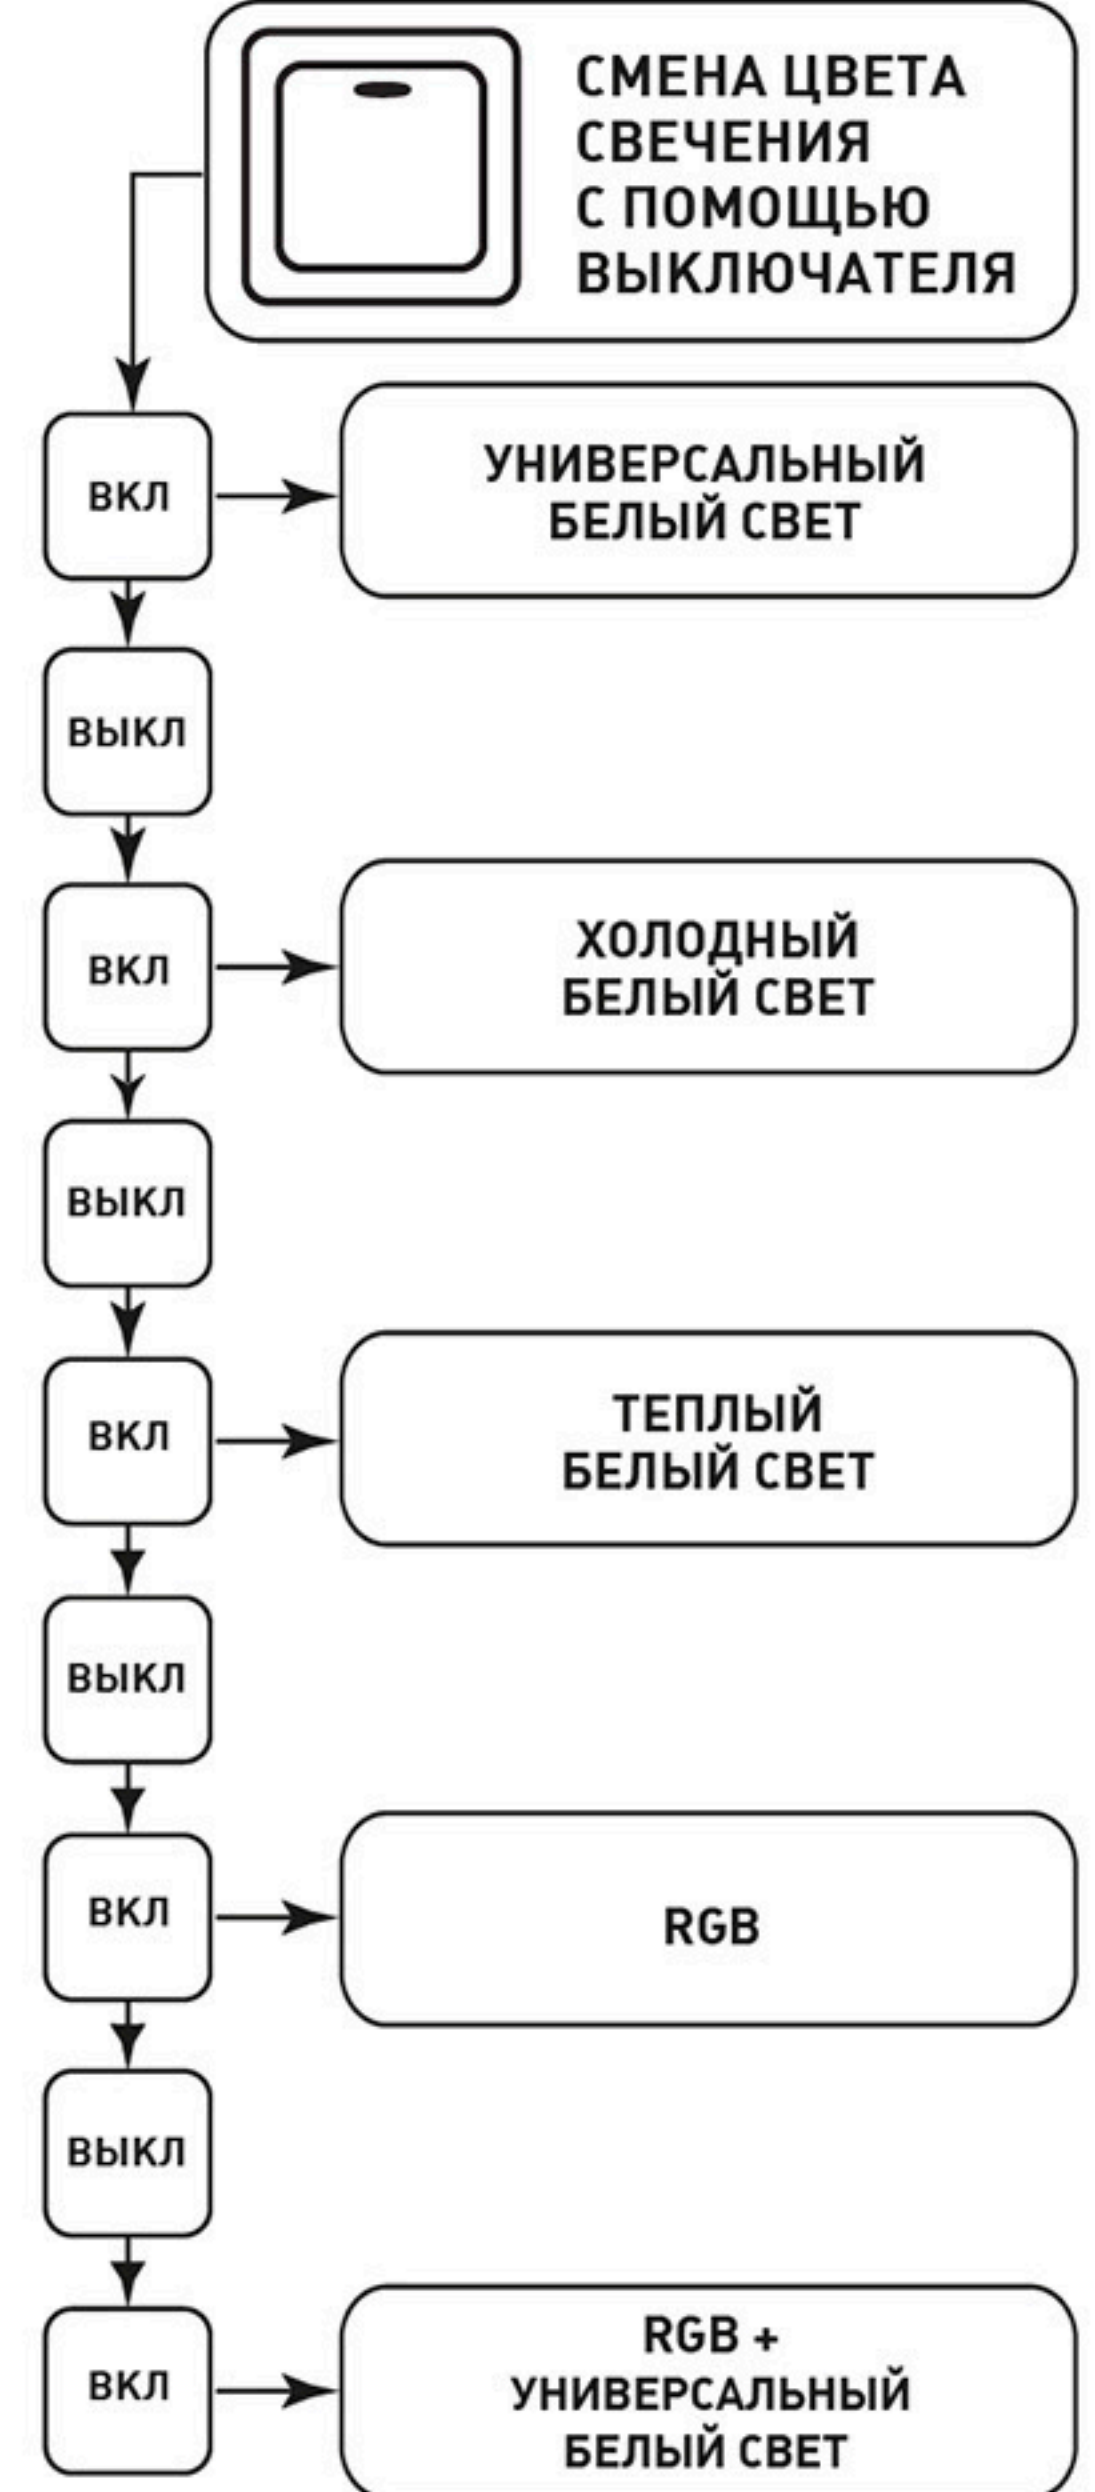 СМЕНА ЦВЕТА
СВЕЧЕНИЯ
С ПОМОЩЬЮ
ВЫКЛЮЧАТЕЛЯ
ВКЛ
УНИВЕРСАЛЬНЫЙ
БЕЛЫЙ СВЕТ
ВЫКЛ
ВКЛ
ХОЛОДНЫЙ
БЕЛЫЙ СВЕТ
ВЫКЛ
ВКЛ
ТЕПЛЫЙ
БЕЛЫЙ СВЕТ
ВЫКЛ
ВКЛ
RGB
ВЫКЛ
ВКЛ
RGB +
УНИВЕРСАЛЬНЫЙ
БЕЛЫЙ СВЕТ